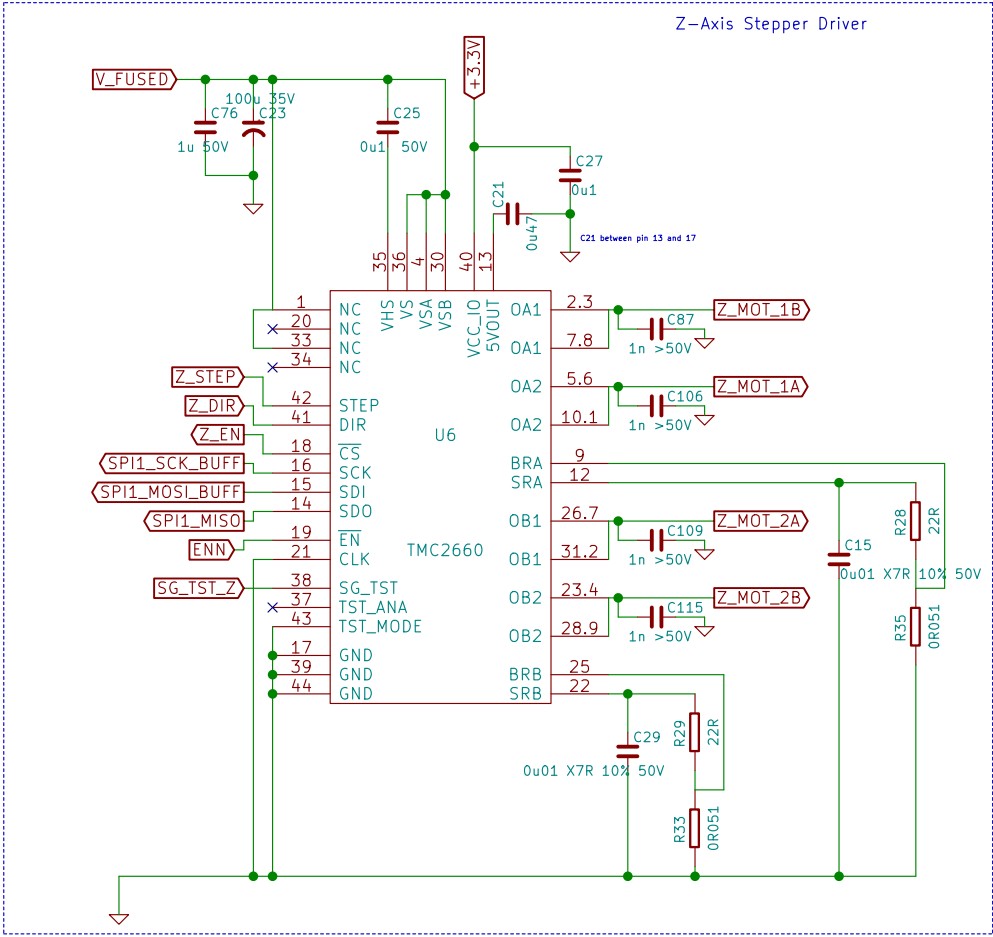 Z-Axis Stepper Driver
+3.3V
V_FUSED
100u 35V
C76
C23
1u 50V
C25
0u1 50V
C27
0u1
C21
0u47
C21 between pin 13 and 17
35
36
4
30
40
13
VHS
VS
VSA
VSB
VCC_IO
5VOUT
1 NC
20 NC
33 NC
34 NC
Z_STEP
42 STEP
Z_DIR
41 DIR
Z_EN
18 CS
SPI1_SCK_BUFF
16 SCK
SPI1_MOSI_BUFF
15 SDI
SPI1_MISO
14 SDO
ENN
19 EN
21 CLK
SG_TST_Z
38 SG_TST
37 TST_ANA
43 TST_MODE
17 GND
39 GND
44 GND
U6
TMC2660
OA1 2.3
Z_MOT_1B
C87
1n >50V
OA1 7.8
OA2 5.6
Z_MOT_1A
C106
1n >50V
OA2 10.1
BRA 9
SRA 12
OB1 26.7
Z_MOT_2A
C109
1n >50V
OB1 31.2
OB2 23.4
Z_MOT_2B
C115
1n >50V
OB2 28.9
BRB 25
SRB 22
R28
22R
C15
0u01 X7R 10% 50V
R35
0R051
R29
22R
C29
0u01 X7R 10% 50V
R33
0R051